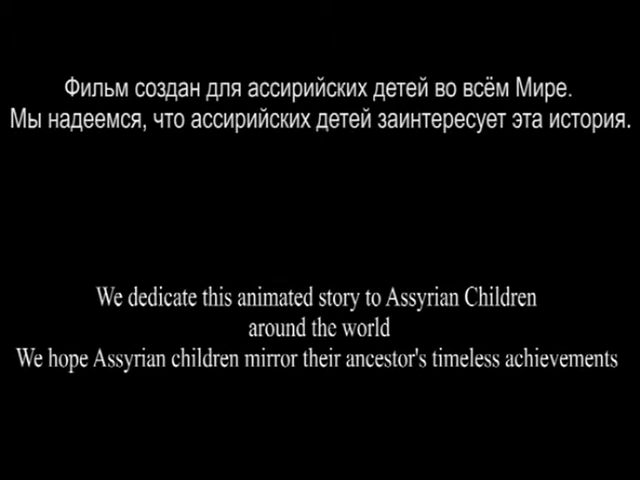 Фильм создан для ассирийских детей во всём Мире.
Мы надеемся, что ассирийских детей заинтересует эта история.
We dedicate this animated story to Assyrian Children
around the world
We hope Assyrian children mirror their ancestor's timeless achievements